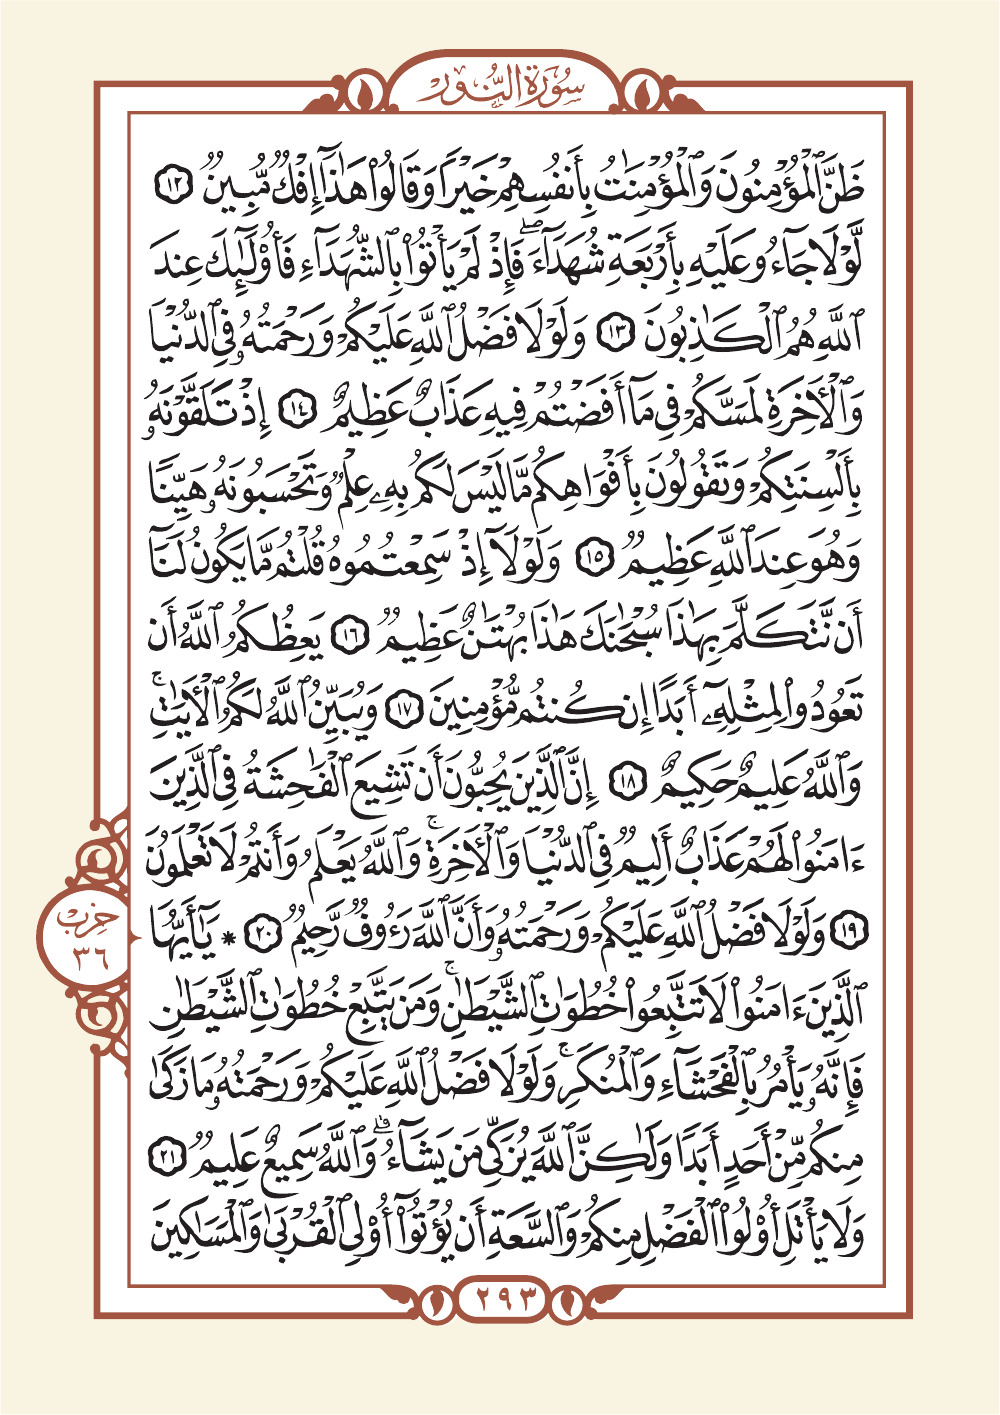 سُورَةُ النُّورِ
ظَنَّ ٱلْمُؤْمِنُونَ وَٱلْمُؤْمِنَٰتُ بِأَنفُسِهِمْ خَيْرًا وَقَالُوا۟ هَٰذَآ إِفْكٌ مُّبِينٌ ١٢
لَّوْلَا جَآءُو عَلَيْهِ بِأَرْبَعَةِ شُهَدَآءَ ۖ فَإِذْ لَمْ يَأْتُوا۟ بِٱلشُّهَدَآءِ فَأُو۟لَٰٓئِكَ عِندَ
ٱللَّهِ هُمُ ٱلْكَٰذِبُونَ ١٣ وَلَوْلَا فَضْلُ ٱللَّهِ عَلَيْكُمْ وَرَحْمَتُهُۥ فِى ٱلدُّنْيَا
وَٱلْأَخِرَةِ لَمَسَّكُمْ فِى مَآ أَفَضْتُمْ فِيهِ عَذَابٌ عَظِيمٌ ١٤ إِذْ تَلَقَّوْنَهُۥ
بِأَلْسِنَتِكُمْ وَتَقُولُونَ بِأَفْوَاهِكُم مَّا لَيْسَ لَكُم بِهِۦ عِلْمٌ وَتَحْسَبُونَهُۥ هَيِّنًا
وَهُوَ عِندَ ٱللَّهِ عَظِيمٌ ١٥ وَلَوْلَآ إِذْ سَمِعْتُمُوهُ قُلْتُم مَّا يَكُونُ لَنَآ
أَن نَّتَكَلَّمَ بِهَٰذَا سُبْحَٰنَكَ هَٰذَا بُهْتَٰنٌ عَظِيمٌ ١٦ يَعِظُكُمُ ٱللَّهُ أَن
تَعُودُوا۟ لِمِثْلِهِۦٓ أَبَدًا إِن كُنتُم مُّؤْمِنِينَ ١٧ وَيُبَيِّنُ ٱللَّهُ لَكُمُ ٱلْأَيَٰتِ ۚ
وَٱللَّهُ عَلِيمٌ حَكِيمٌ ١٨ إِنَّ ٱلَّذِينَ يُحِبُّونَ أَن تَشِيعَ ٱلْفَٰحِشَةُ فِى ٱلَّذِينَ
ءَامَنُوا۟ لَهُمْ عَذَابٌ أَلِيمٌ فِى ٱلدُّنْيَا وَٱلْأَخِرَةِ ۚ وَٱللَّهُ يَعْلَمُ وَأَنتُمْ لَا تَعْلَمُونَ
١٩ وَلَوْلَا فَضْلُ ٱللَّهِ عَلَيْكُمْ وَرَحْمَتُهُۥ وَأَنَّ ٱللَّهَ رَءُوفٌ رَّحِيمٌ ٢٠ * يَٰٓأَيُّهَا
حِزْب
٣٦
ٱلَّذِينَ ءَامَنُوا۟ لَا تَتَّبِعُوا۟ خُطُوَٰتِ ٱلشَّيْطَٰنِ ۚ وَمَن يَتَّبِعْ خُطُوَٰتِ ٱلشَّيْطَٰنِ
فَإِنَّهُۥ يَأْمُرُ بِٱلْفَحْشَآءِ وَٱلْمُنكَرِ ۚ وَلَوْلَا فَضْلُ ٱللَّهِ عَلَيْكُمْ وَرَحْمَتُهُۥ مَا زَكَىٰ
مِنكُم مِّنْ أَحَدٍ أَبَدًا وَلَٰكِنَّ ٱللَّهَ يُزَكِّى مَن يَشَآءُ ۗ وَٱللَّهُ سَمِيعٌ عَلِيمٌ ٢١
وَلَا يَأْتَلِ أُو۟لُوا۟ ٱلْفَضْلِ مِنكُمْ وَٱلسَّعَةِ أَن يُؤْتُوٓا۟ أُو۟لِى ٱلْقُرْبَىٰ وَٱلْمَسَٰكِينَ
٢٩٣